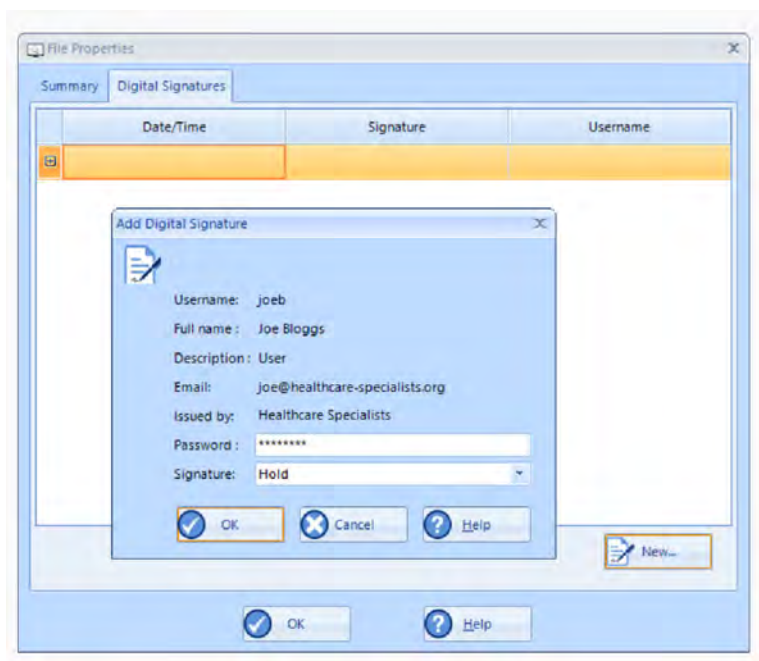 File Properties
Summary Digital Signatures
Date/Time Signature Username
Add Digital Signature
Username: joeb
Full name : Joe Bloggs
Description : User
Email: joe@healthcare-specialists.org
Issued by: Healthcare Specialists
Password : ********
Signature: Hold
OK Cancel Help
New...
OK Help